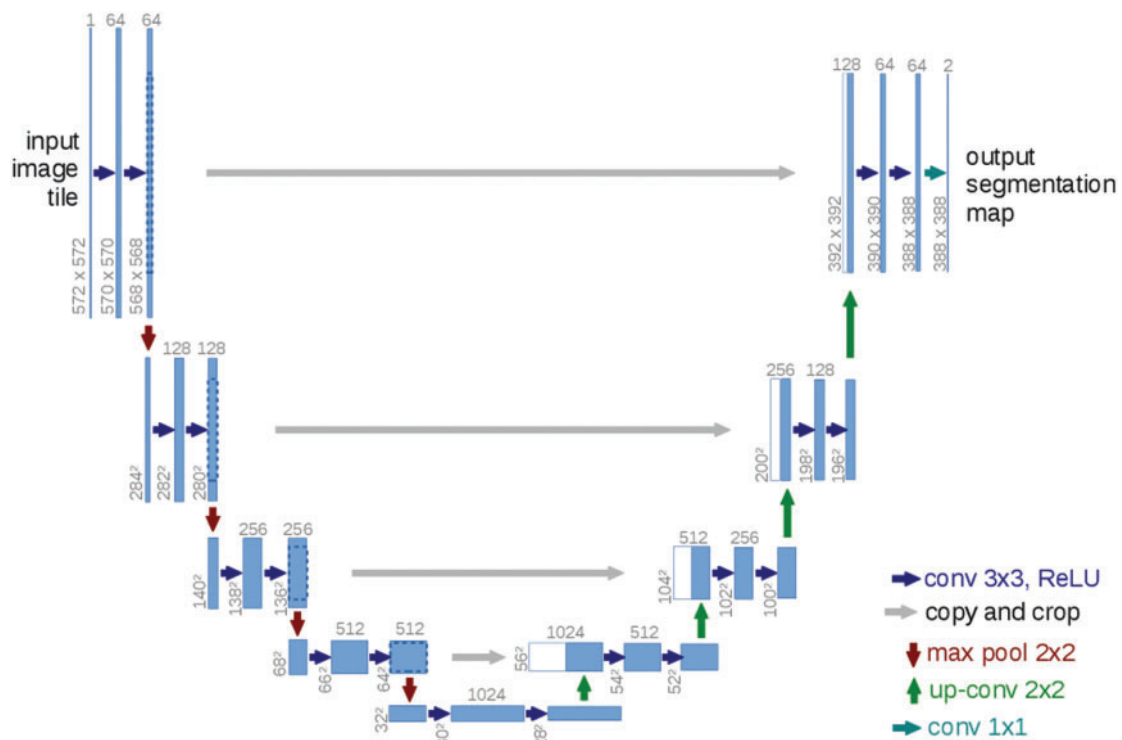 1 64 64
input
image
tile
572 x 572
570 x 570
568 x 568
128 64 64 2
output
segmentation
map
392 x 392
390 x 390
388 x 388
388 x 388
128 128
284²
282²
280²
256 128
200²
198²
196²
256 256
140²
138²
136²
512 256
104²
102²
100²
512 512
68²
66²
64²
1024 512
56²
54²
52²
1024
32²
conv 3x3, ReLU
copy and crop
max pool 2x2
up-conv 2x2
conv 1x1